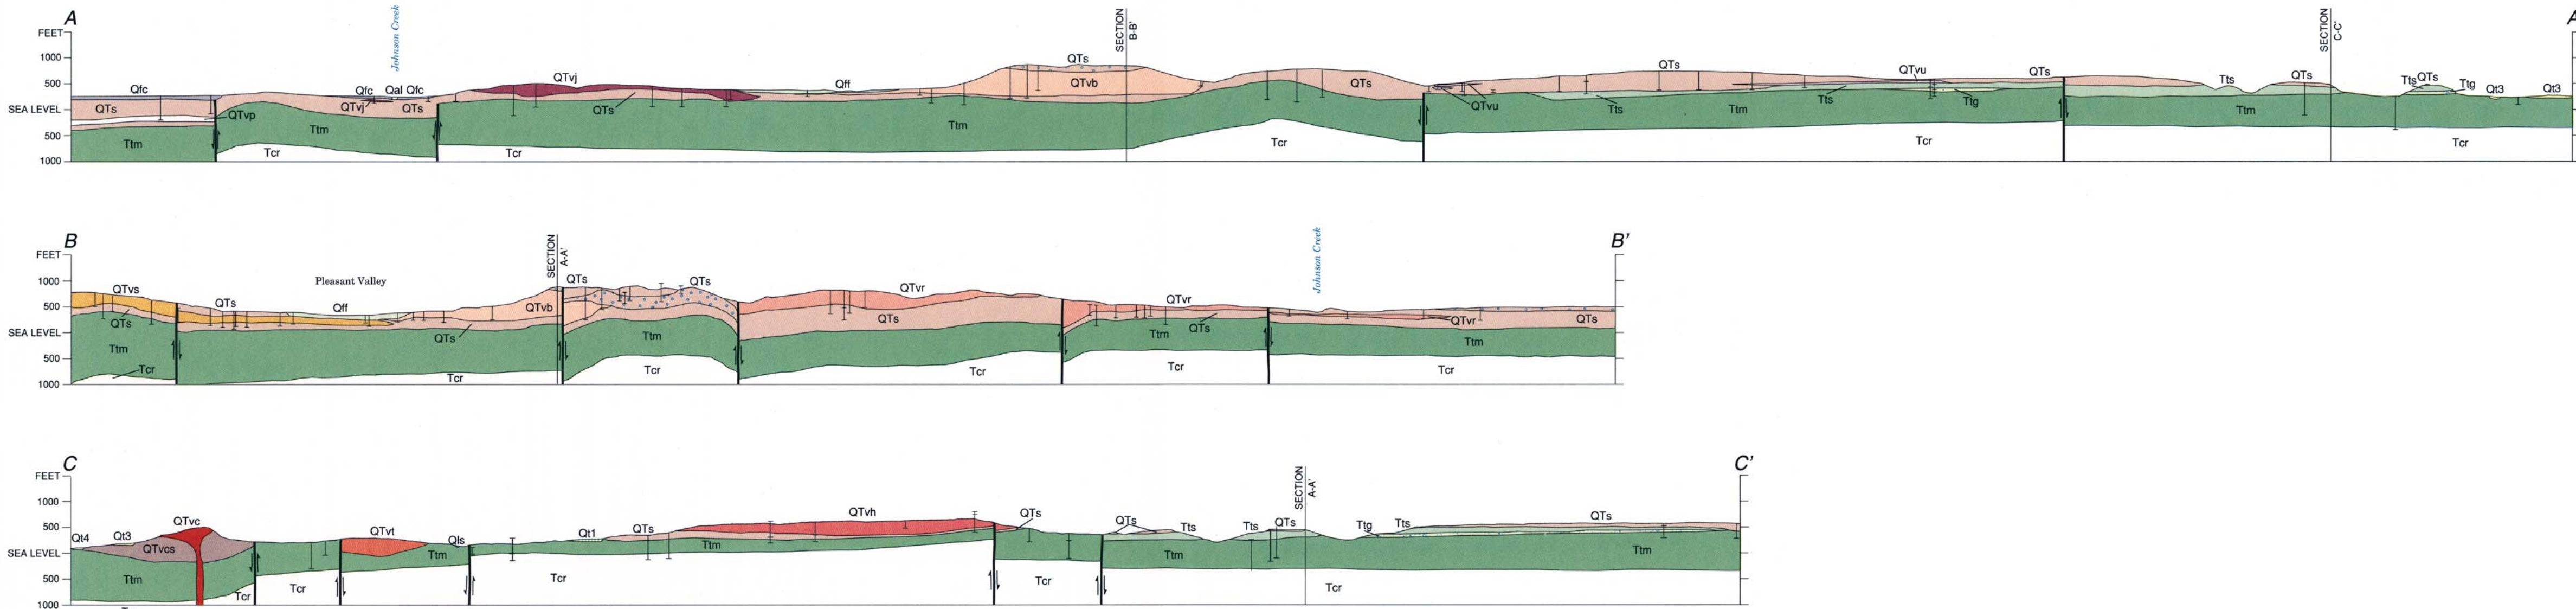 A
FEET
1000
500
SEA LEVEL
500
1000
Johnson Creek
SECTION
B-B'
SECTION
C-C'
A
Qfc
QTs
QTvp
Ttm
Tcr
Qfc Qal Qfc
QTvj
QTs
Ttm
Tcr
QTvj
QTs
Qff
Ttm
QTs
QTvb
Tcr
QTs
QTvu
QTs
Tts
Ttm
Tts
QTvu
Ttg
QTs
Tcr
Tts
QTs
Ttm
Tts QTs
Ttg
Qt3
Qt3
Tcr
B
FEET
1000
500
SEA LEVEL
500
1000
Pleasant Valley
SECTION
A-A'
Johnson Creek
B'
QTvs
QTs
Ttm
Tcr
QTs
Qff
QTs
Tcr
QTvb
QTs
QTs
Ttm
Tcr
QTvr
QTs
Tcr
QTvr
Ttm
QTs
Tcr
QTvr
QTs
Ttm
Tcr
C
FEET
1000
500
SEA LEVEL
500
1000
SECTION
A-A'
C'
Qt4
Qt3
QTvc
QTvcs
Ttm
Tcr
Tcr
QTvt
Ttm
Qls
Qt1
QTs
Ttm
Tcr
QTvh
QTs
Tcr
QTs
Tts
Ttm
Tts
QTs
Tcr
Ttg
Tts
QTs
Ttm